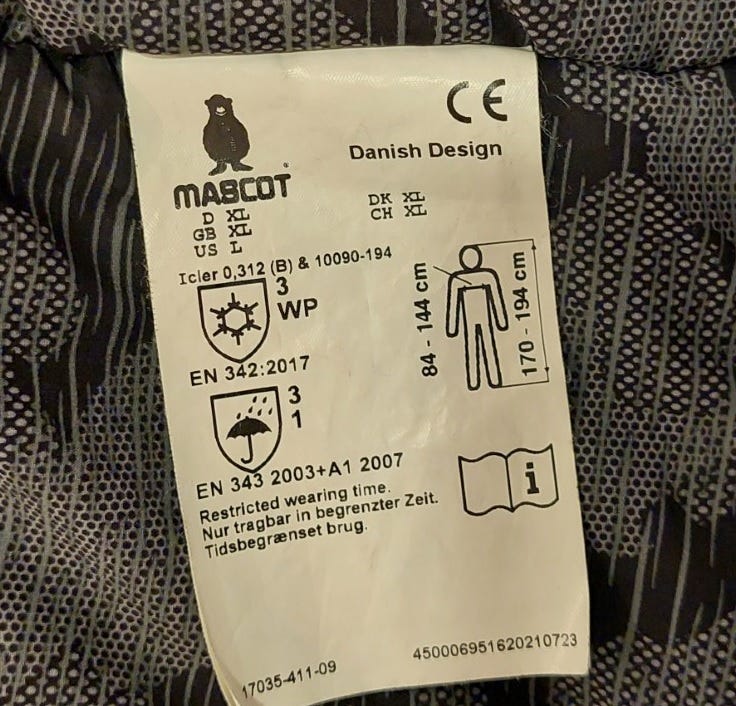 CE
Danish Design
MASCOT®
D XL
GB XL
US L
DK XL
CH XL
Icler 0,312 (B) & 10090-194
3
WP
EN 342:2017
84 - 144 cm
170 - 194 cm
3
1
EN 343 2003+A1 2007
Restricted wearing time.
Nur tragbar in begrenzter Zeit.
Tidsbegrænset brug.
i
17035-411-09
450006951620210723